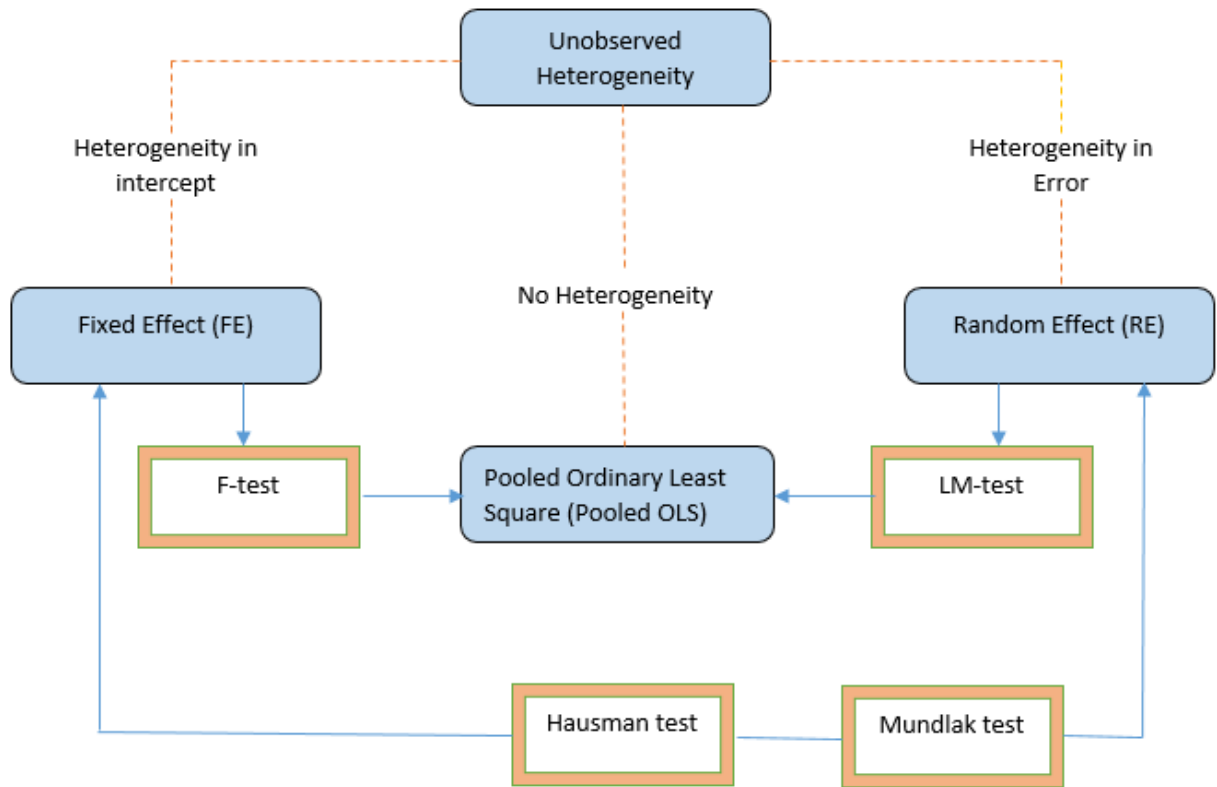 Unobserved
Heterogeneity
Heterogeneity in
intercept
Heterogeneity in
Error
No Heterogeneity
Fixed Effect (FE)
Random Effect (RE)
F-test
Pooled Ordinary Least
Square (Pooled OLS)
LM-test
Hausman test
Mundlak test